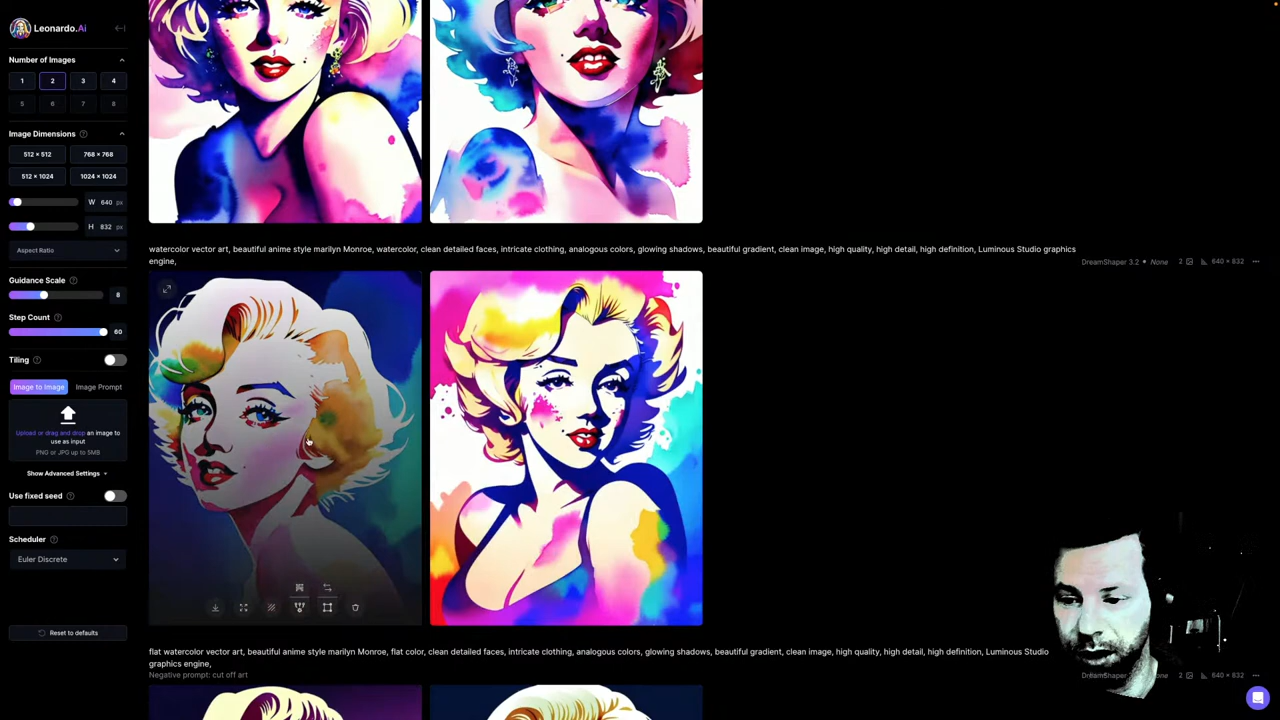 Leonardo.Ai
Number of Images
1 2 3 4
5 6 7 8
Image Dimensions
512 × 512 768 × 768
512 × 1024 1024 × 1024
W 640 px
H 832 px
Aspect Ratio
Guidance Scale
8
Step Count
60
Tiling
Image to Image Image Prompt
Upload or drag and drop an image to
use as input
PNG or JPG up to 5MB
Show Advanced Settings
Use fixed seed
Scheduler
Euler Discrete
Reset to defaults
watercolor vector art, beautiful anime style marilyn Monroe, watercolor, clean detailed faces, intricate clothing, analogous colors, glowing shadows, beautiful gradient, clean image, high quality, high detail, high definition, Luminous Studio graphics
engine,
DreamShaper 3.2 None 2 640 × 832
flat watercolor vector art, beautiful anime style marilyn Monroe, flat color, clean detailed faces, intricate clothing, analogous colors, glowing shadows, beautiful gradient, clean image, high quality, high detail, high definition, Luminous Studio
graphics engine,
Negative prompt: cut off art
2 640 × 832